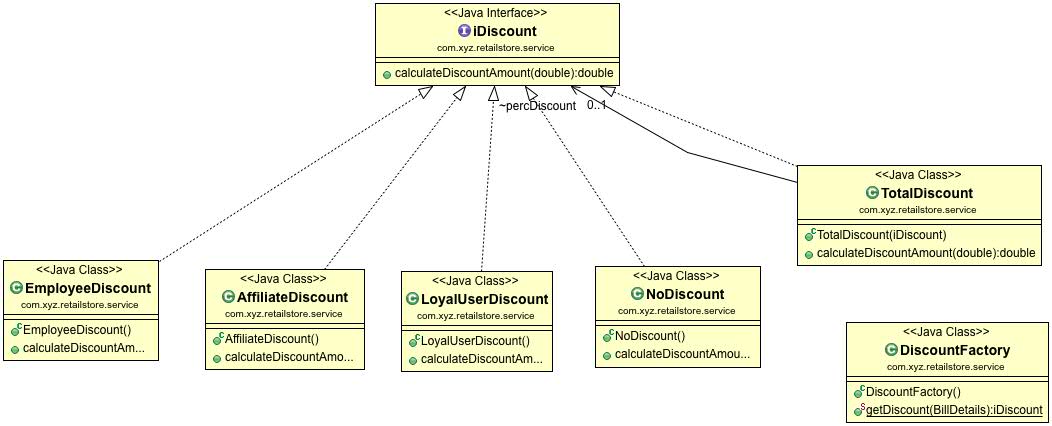 <<Java Interface>>
iDiscount
com.xyz.retailstore.service
calculateDiscountAmount(double):double
~percDiscount 0..1
<<Java Class>>
TotalDiscount
com.xyz.retailstore.service
TotalDiscount(iDiscount)
calculateDiscountAmount(double):double
<<Java Class>>
EmployeeDiscount
com.xyz.retailstore.service
EmployeeDiscount()
calculateDiscountAm...
<<Java Class>>
AffiliateDiscount
com.xyz.retailstore.service
AffiliateDiscount()
calculateDiscountAmo...
<<Java Class>>
LoyalUserDiscount
com.xyz.retailstore.service
LoyalUserDiscount()
calculateDiscountAm...
<<Java Class>>
NoDiscount
com.xyz.retailstore.service
NoDiscount()
calculateDiscountAmou...
<<Java Class>>
DiscountFactory
com.xyz.retailstore.service
DiscountFactory()
getDiscount(BillDetails):iDiscount